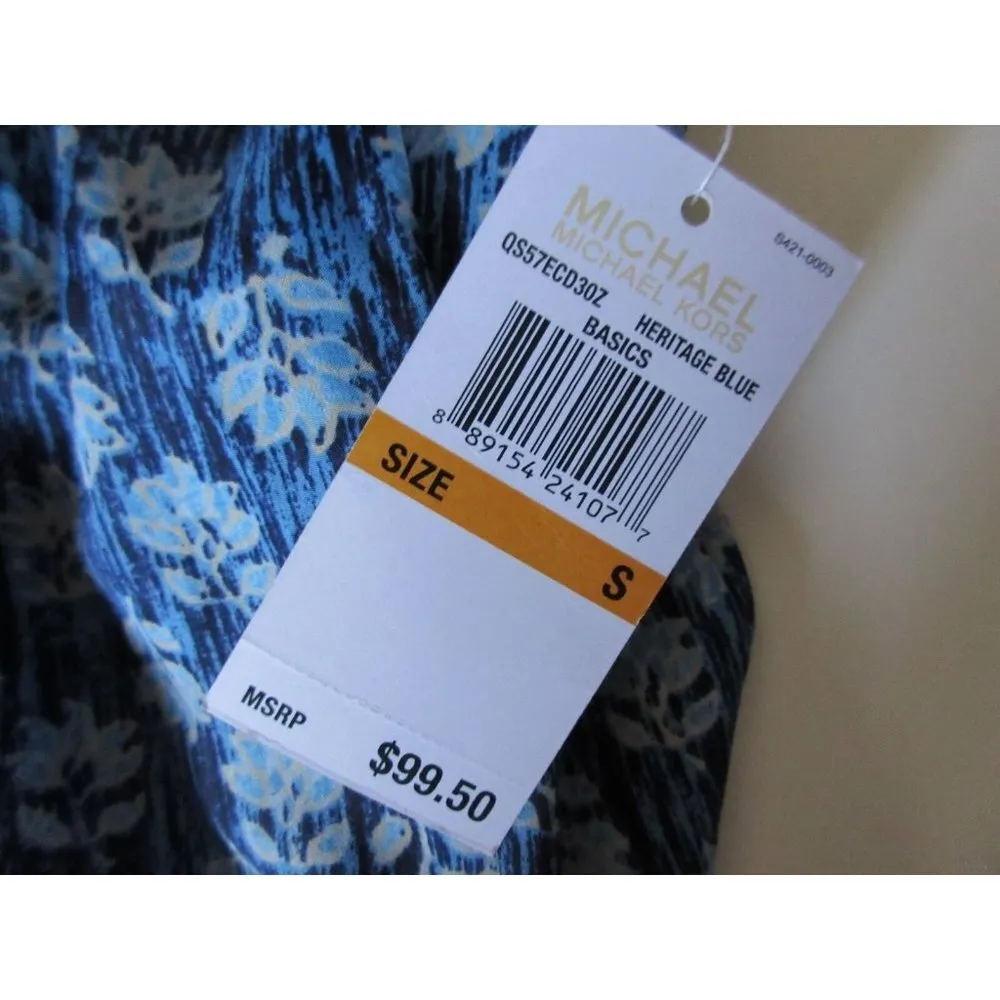 8421-0003
MICHAEL
MICHAEL KORS
QS57ECD30Z HERITAGE BLUE
BASICS
8 89154 24107 7
SIZE S
MSRP
$99.50